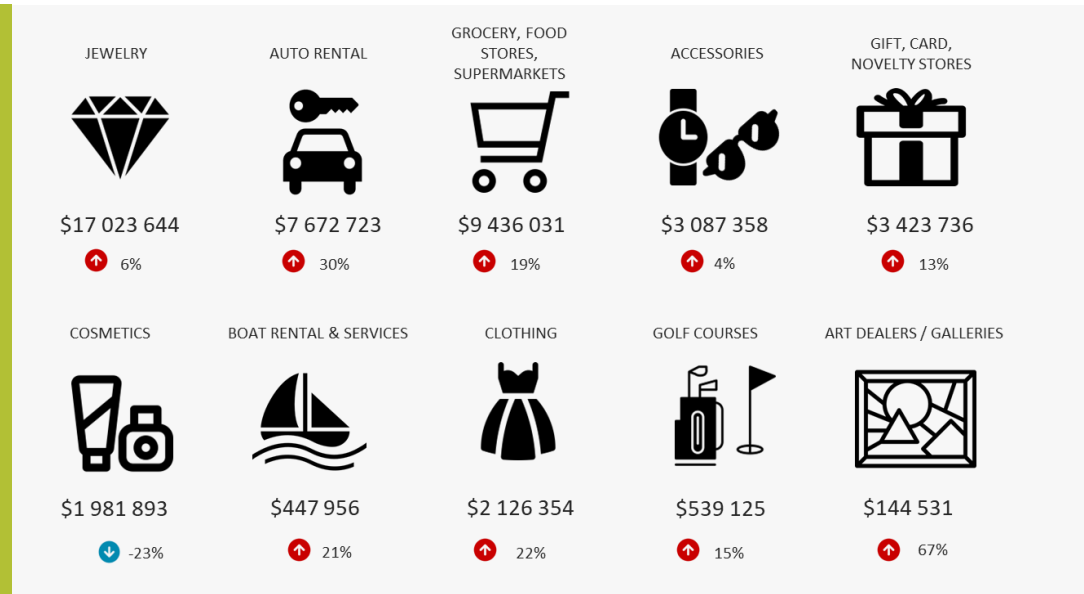 JEWELRY
AUTO RENTAL
GROCERY, FOOD
STORES,
SUPERMARKETS
ACCESSORIES
GIFT, CARD,
NOVELTY STORES
$17 023 644
$7 672 723
$9 436 031
$3 087 358
$3 423 736
6%
30%
19%
4%
13%
COSMETICS
BOAT RENTAL & SERVICES
CLOTHING
GOLF COURSES
ART DEALERS / GALLERIES
$1 981 893
$447 956
$2 126 354
$539 125
$144 531
-23%
21%
22%
15%
67%